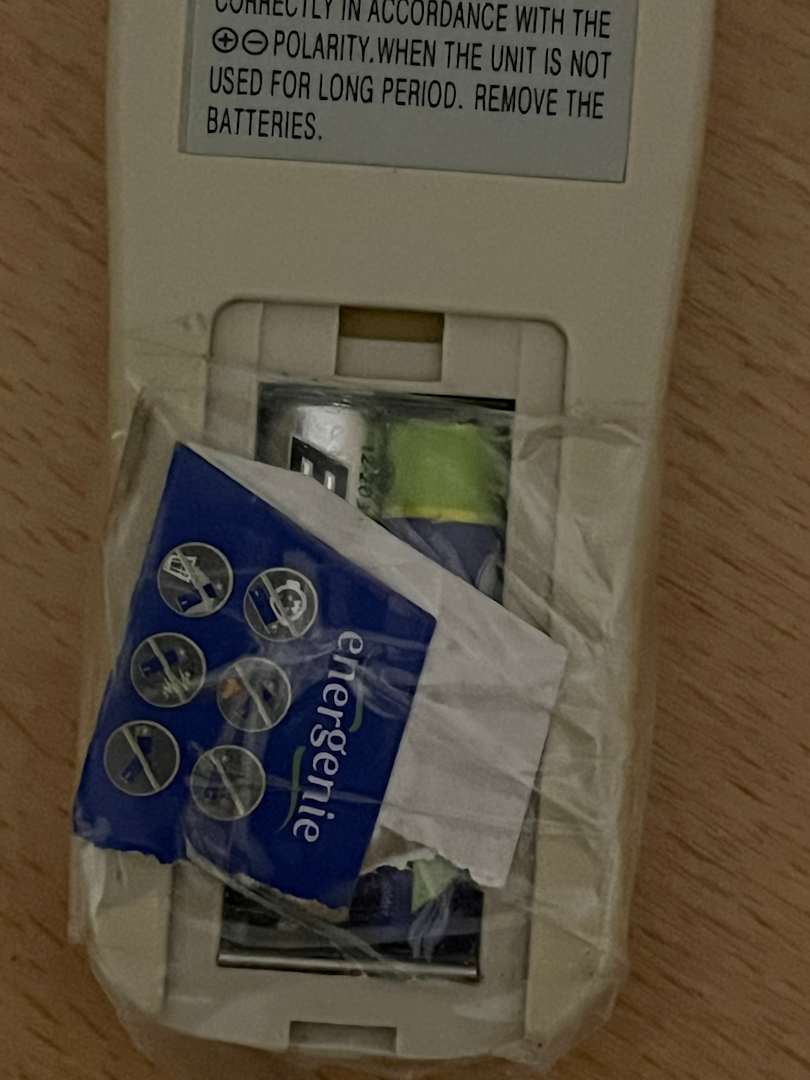 CORRECTLY IN ACCORDANCE WITH THE
⊕⊖ POLARITY. WHEN THE UNIT IS NOT
USED FOR LONG PERIOD. REMOVE THE
BATTERIES.
energenie